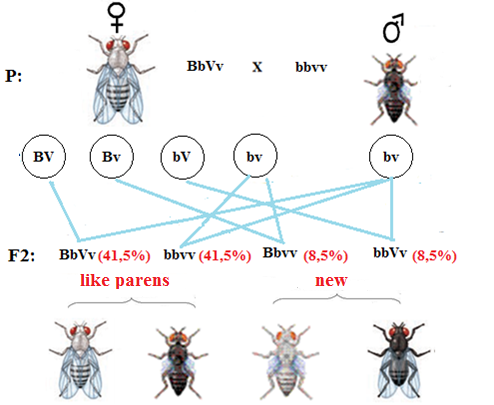 ♀ ♂
P: BbVv X bbvv
BV Bv bV bv bv
F2: BbVv (41,5%) bbvv (41,5%) Bbvv (8,5%) bbVv (8,5%)
like parens new